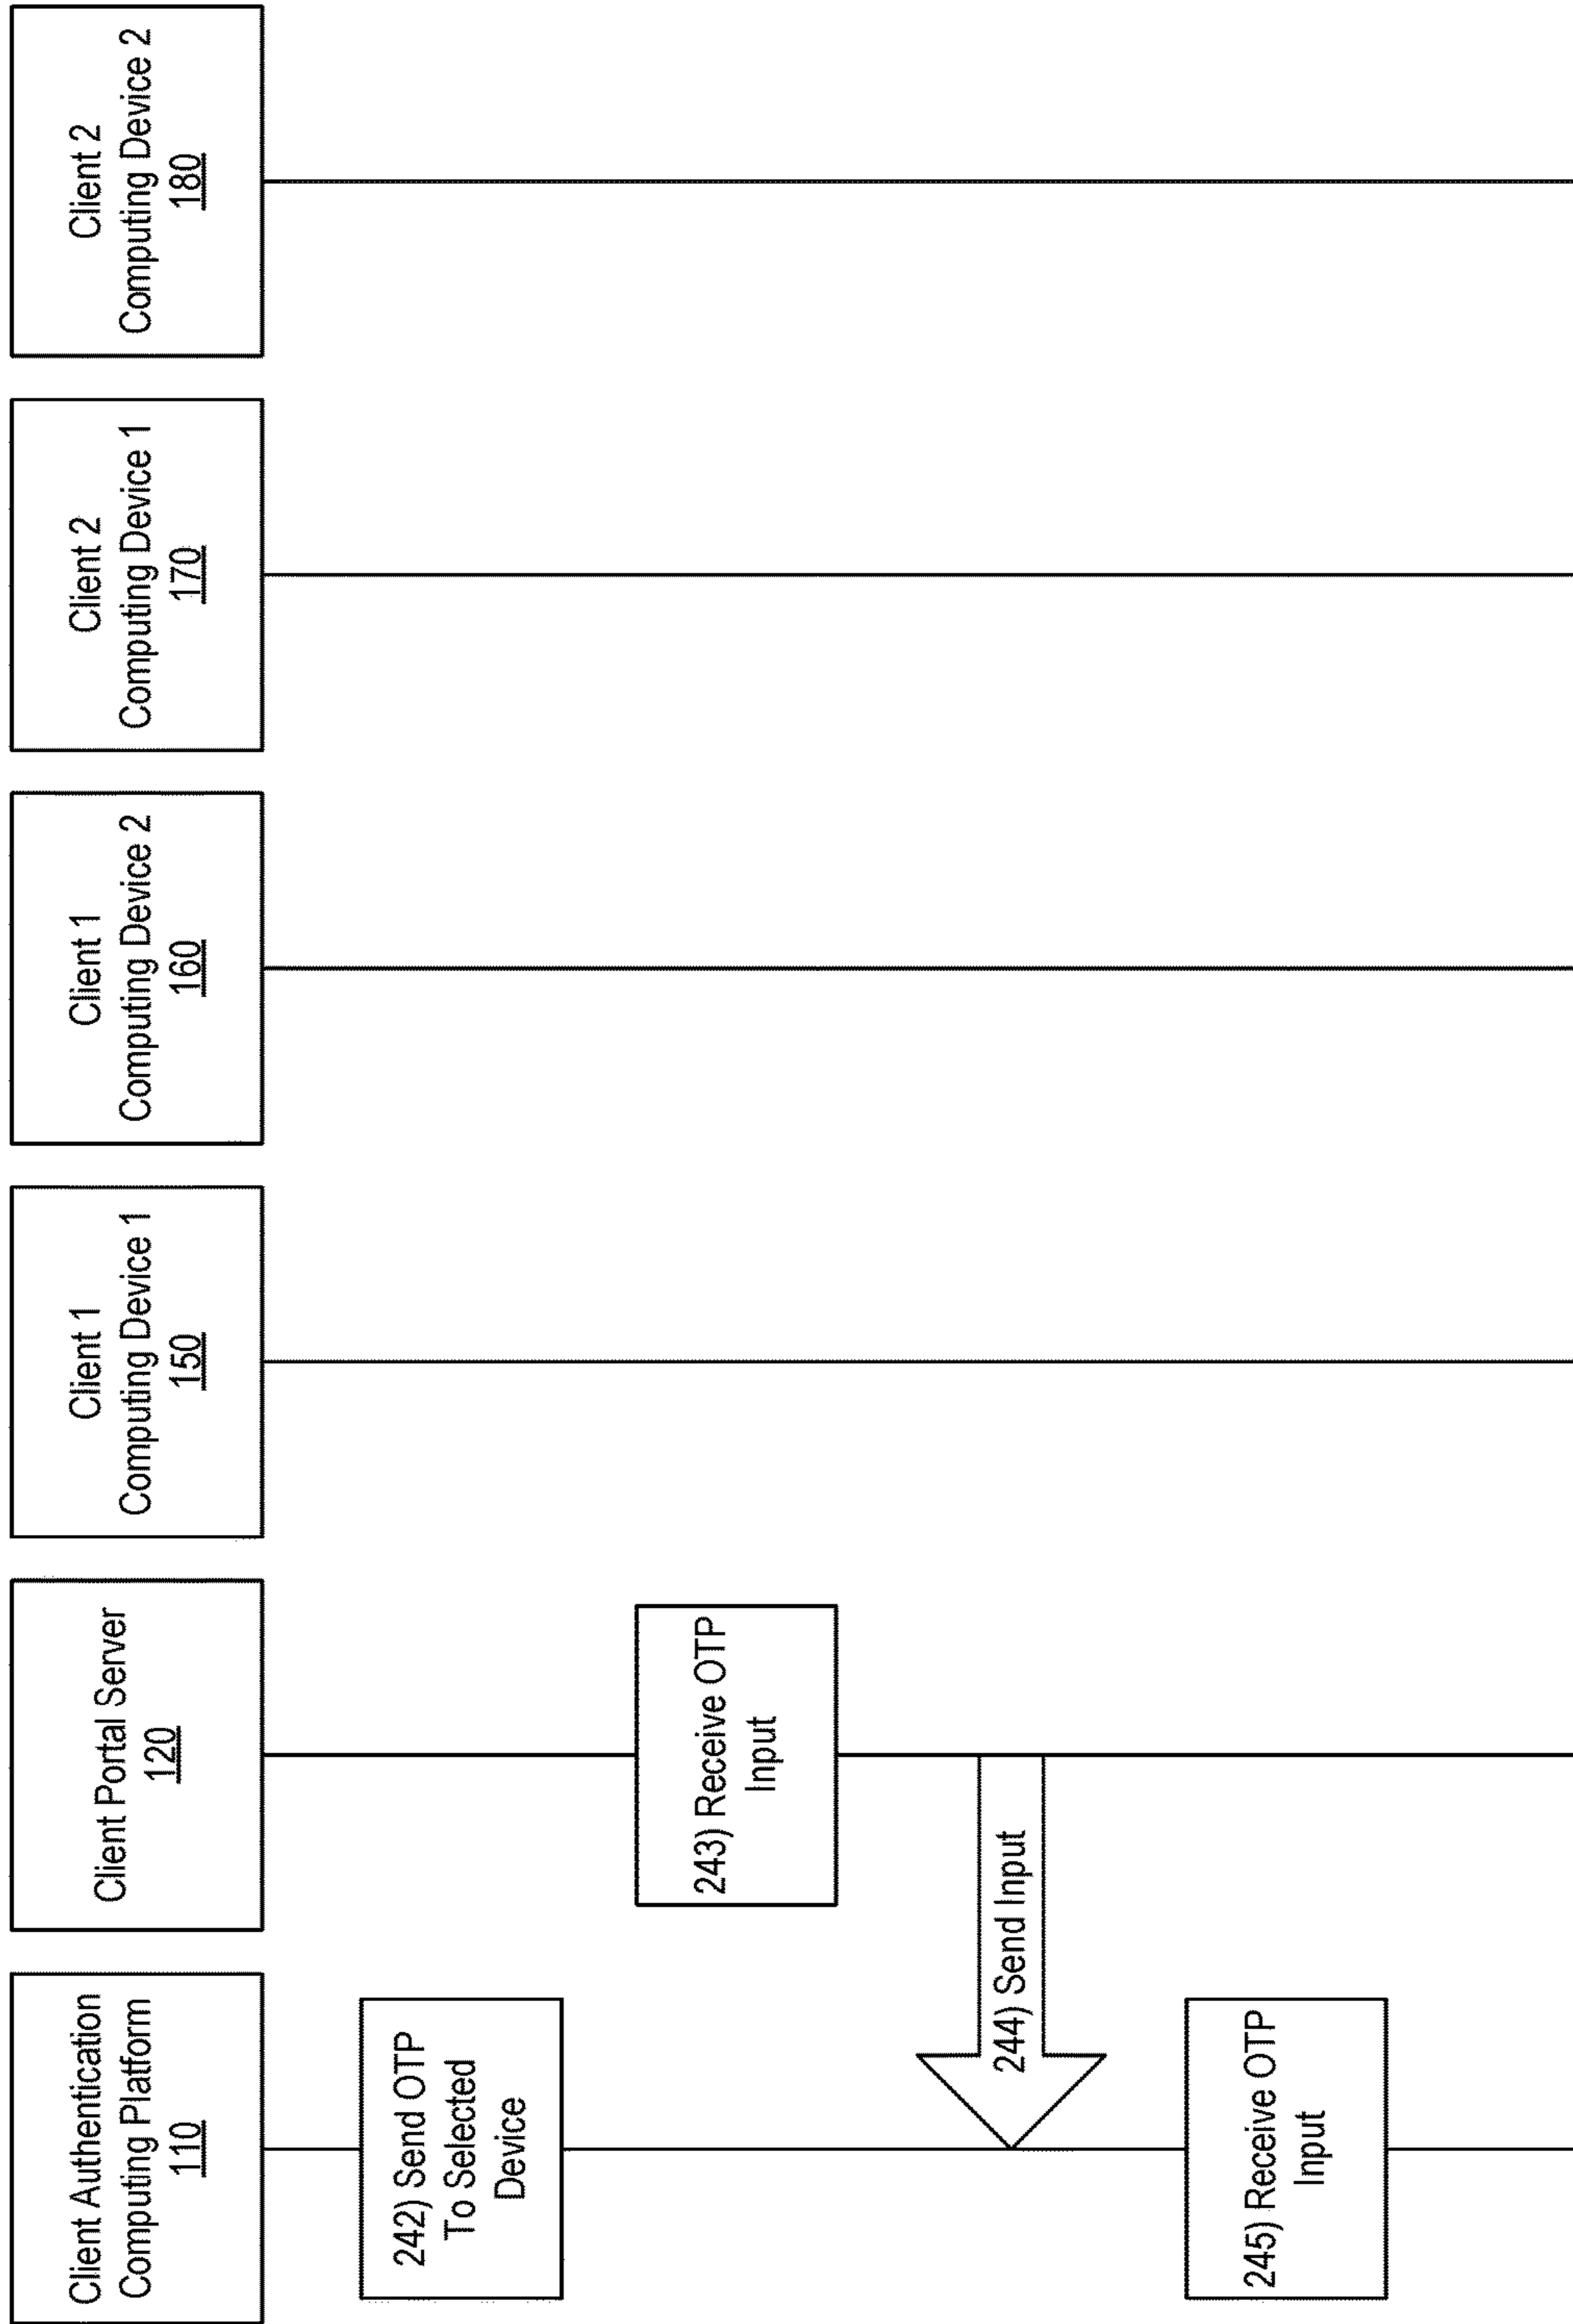 Client Authentication
Computing Platform
110
Client Portal Server
120
Client 1
Computing Device 1
150
Client 1
Computing Device 2
160
Client 2
Computing Device 1
170
Client 2
Computing Device 2
180
242) Send OTP
To Selected
Device
243) Receive OTP
Input
244) Send Input
245) Receive OTP
Input